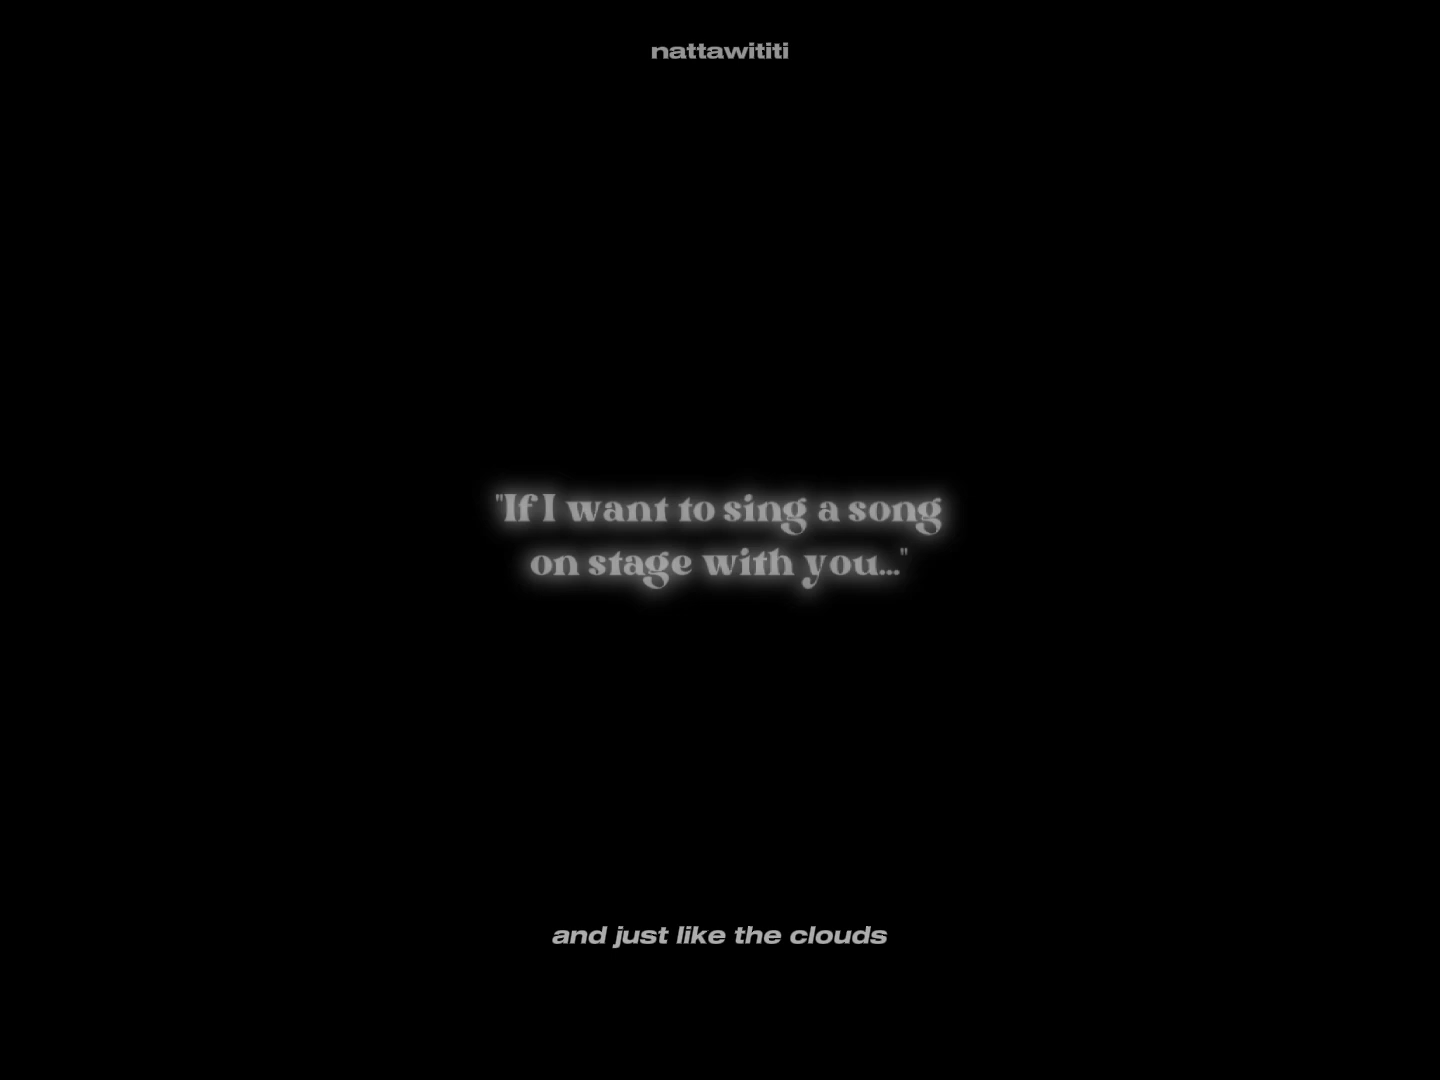 nattawititi
"If I want to sing a song
on stage with you..."
and just like the clouds